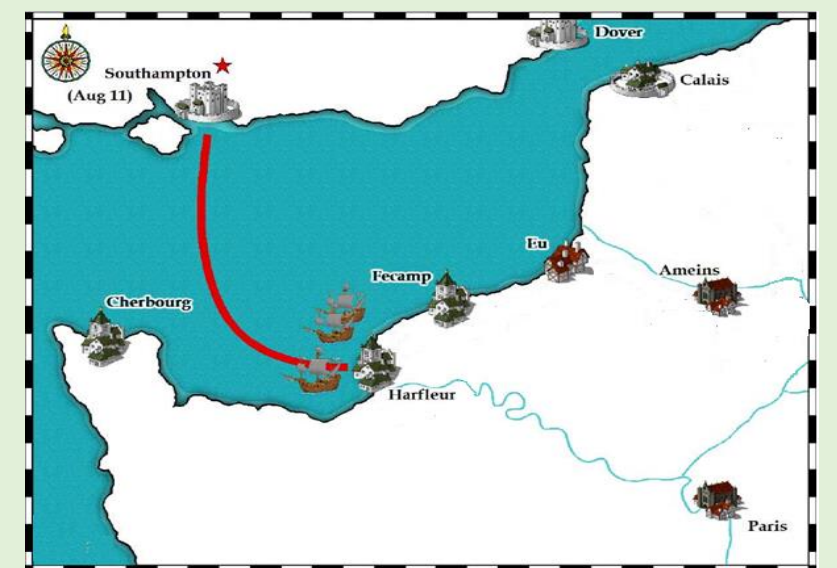 Dover
Southampton
Calais
(Aug 11)
Eu
Fecamp
Ameins
Cherbourg
Harfleur
Paris